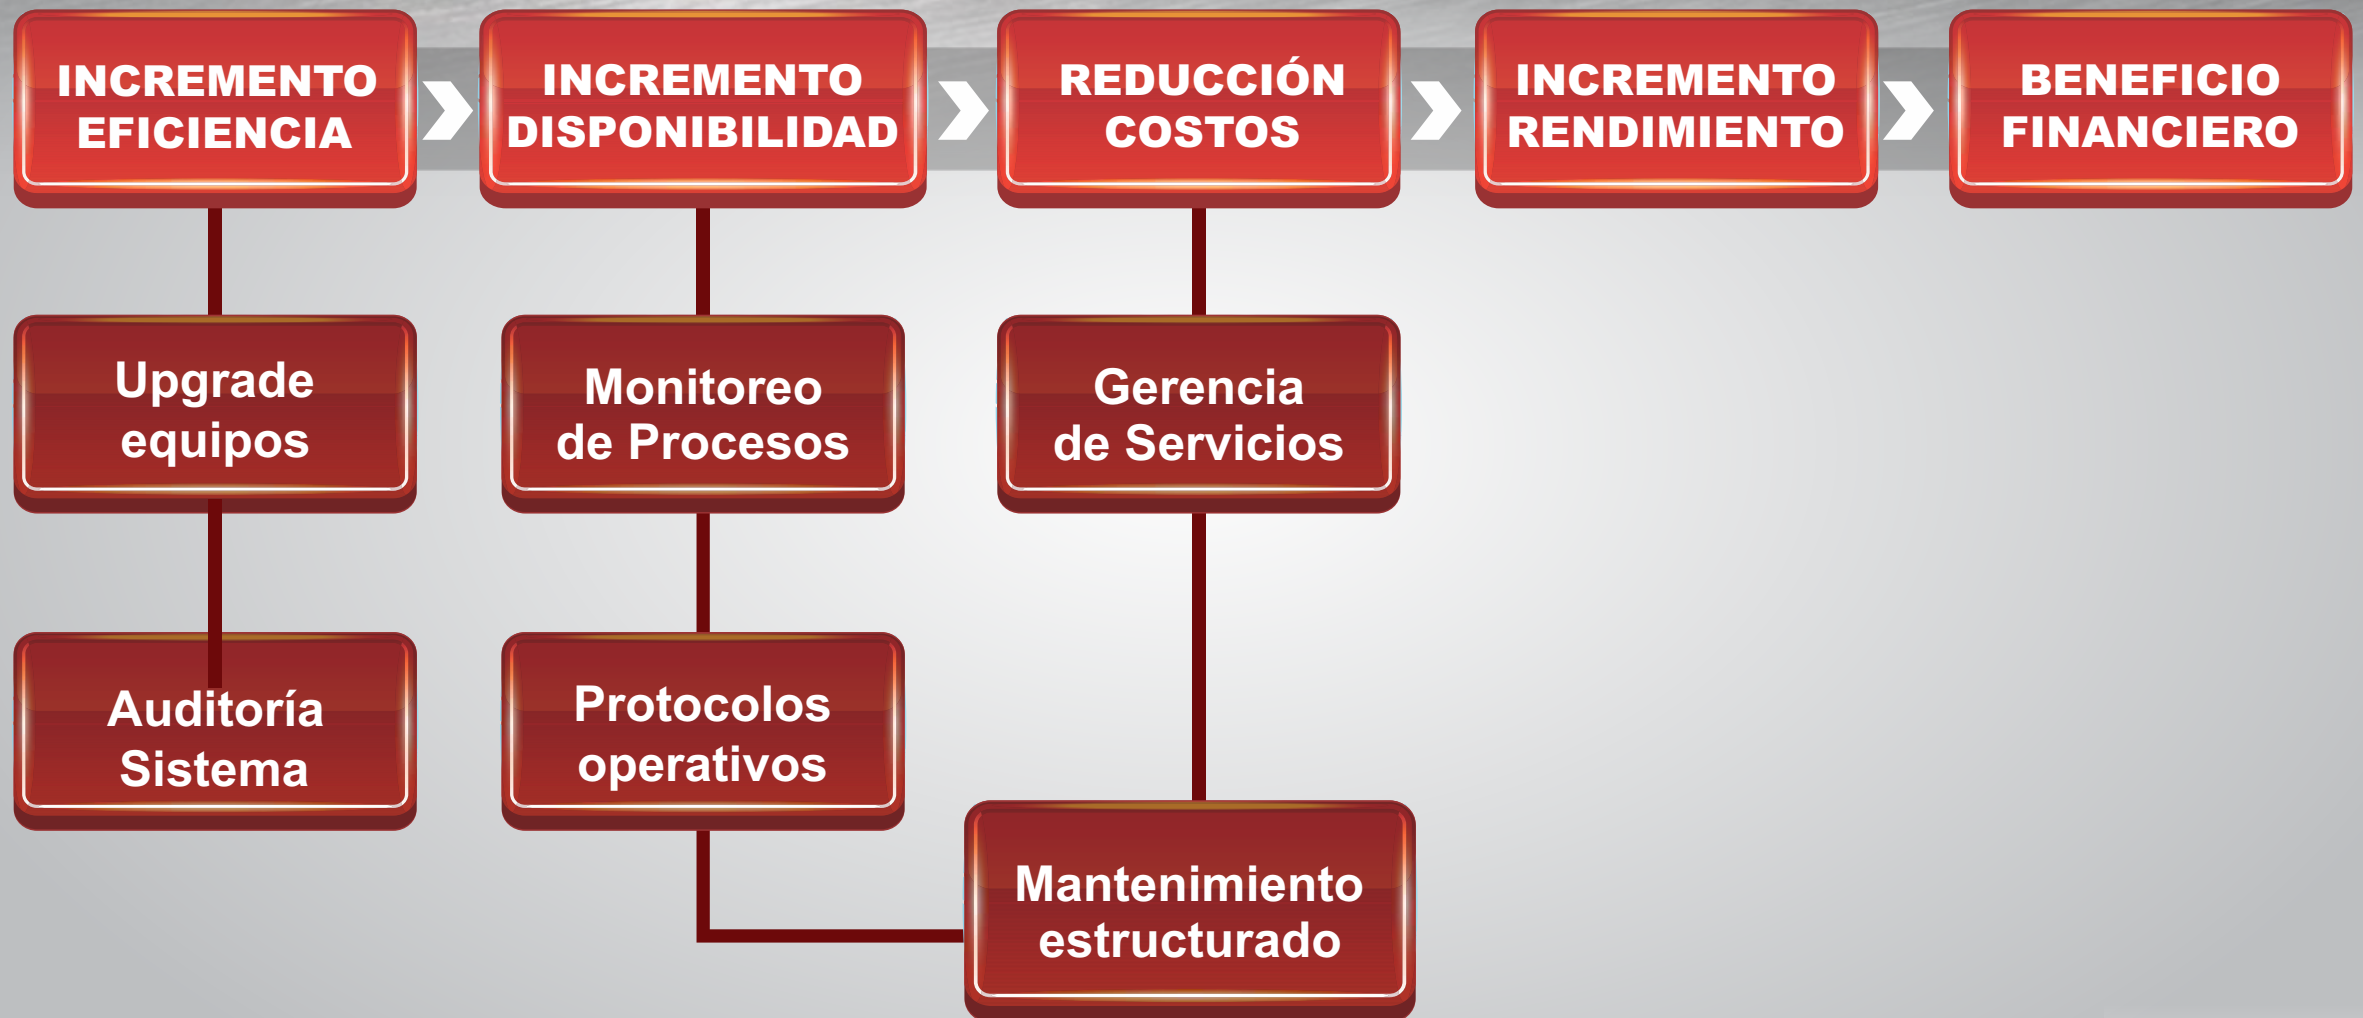 INCREMENTO
EFICIENCIA
INCREMENTO
DISPONIBILIDAD
REDUCCIÓN
COSTOS
INCREMENTO
RENDIMIENTO
BENEFICIO
FINANCIERO
Upgrade
equipos
Monitoreo
de Procesos
Gerencia
de Servicios
Auditoría
Sistema
Protocolos
operativos
Mantenimiento
estructurado